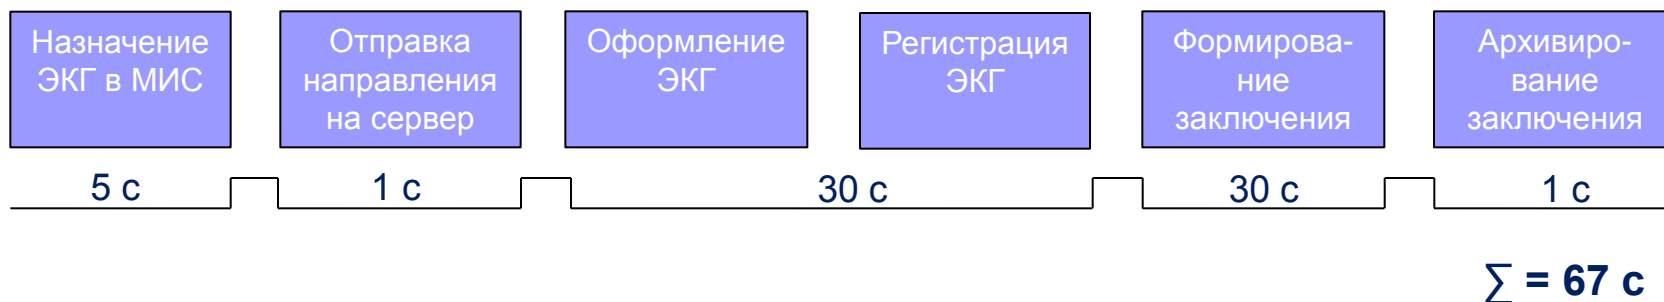 Назначение
ЭКГ в МИС
Отправка
направления
на сервер
Оформление
ЭКГ
Регистрация
ЭКГ
Формирова-
ние
заключения
Архивиро-
вание
заключения
5 с
1 с
30 с
30 с
1 с
∑ = 67 с